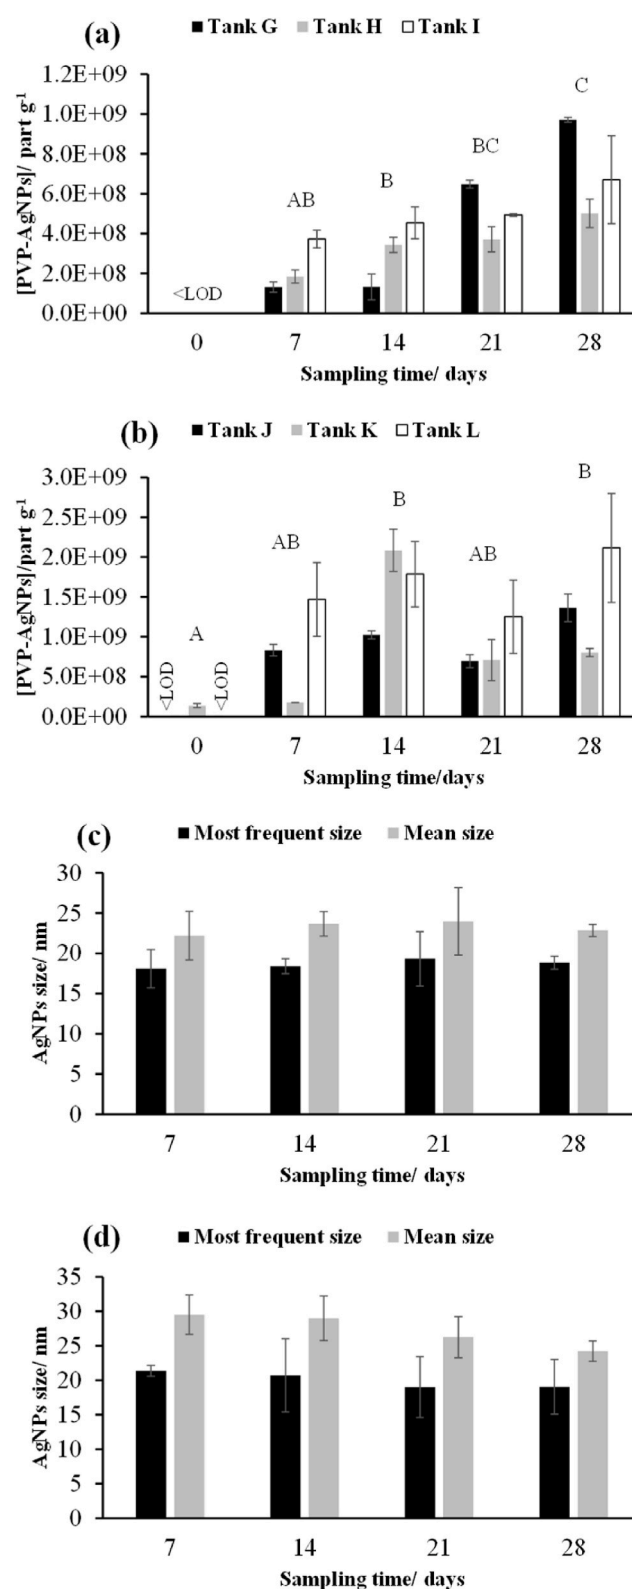 (a) ■ Tank G ■ Tank H □ Tank I
[PVP-AgNPs]/ part g⁻¹
1.2E+09
1.0E+09
8.0E+08
6.0E+08
4.0E+08
2.0E+08
0.0E+00
<LOD
AB
B
BC
C
0 7 14 21 28
Sampling time/ days
(b) ■ Tank J ■ Tank K □ Tank L
[PVP-AgNPs]/part g⁻¹
3.0E+09
2.5E+09
2.0E+09
1.5E+09
1.0E+09
5.0E+08
0.0E+00
<LOD
A
<LOD
AB
B
AB
B
0 7 14 21 28
Sampling time/days
(c) ■ Most frequent size ■ Mean size
AgNPs size/ nm
30
25
20
15
10
5
0
7 14 21 28
Sampling time/ days
(d) ■ Most frequent size ■ Mean size
AgNPs size/ nm
35
30
25
20
15
10
5
0
7 14 21 28
Sampling time/ days